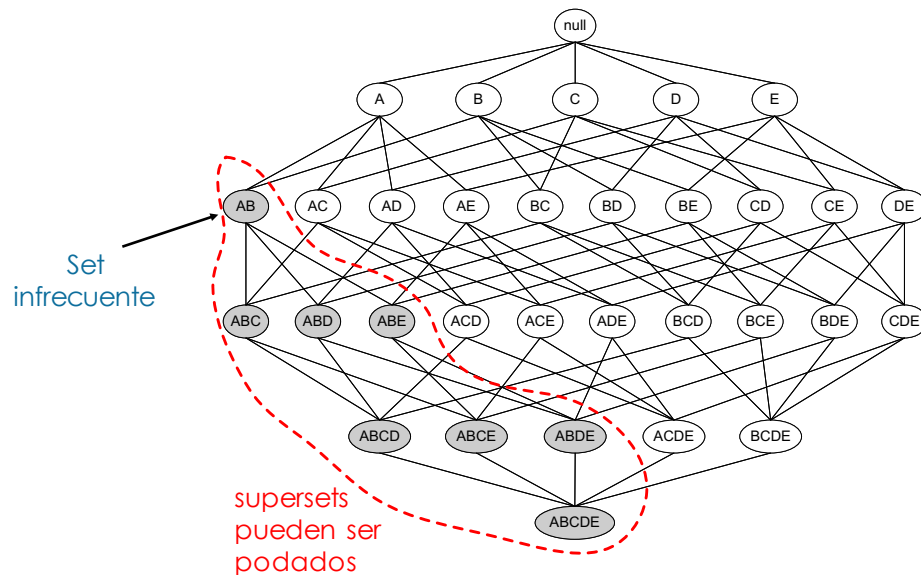 null
A
B
C
D
E
AB
AC
AD
AE
BC
BD
BE
CD
CE
DE
Set
infrecuente
ABC
ABD
ABE
ACD
ACE
ADE
BCD
BCE
BDE
CDE
ABCD
ABCE
ABDE
ACDE
BCDE
supersets
pueden ser
podados
ABCDE